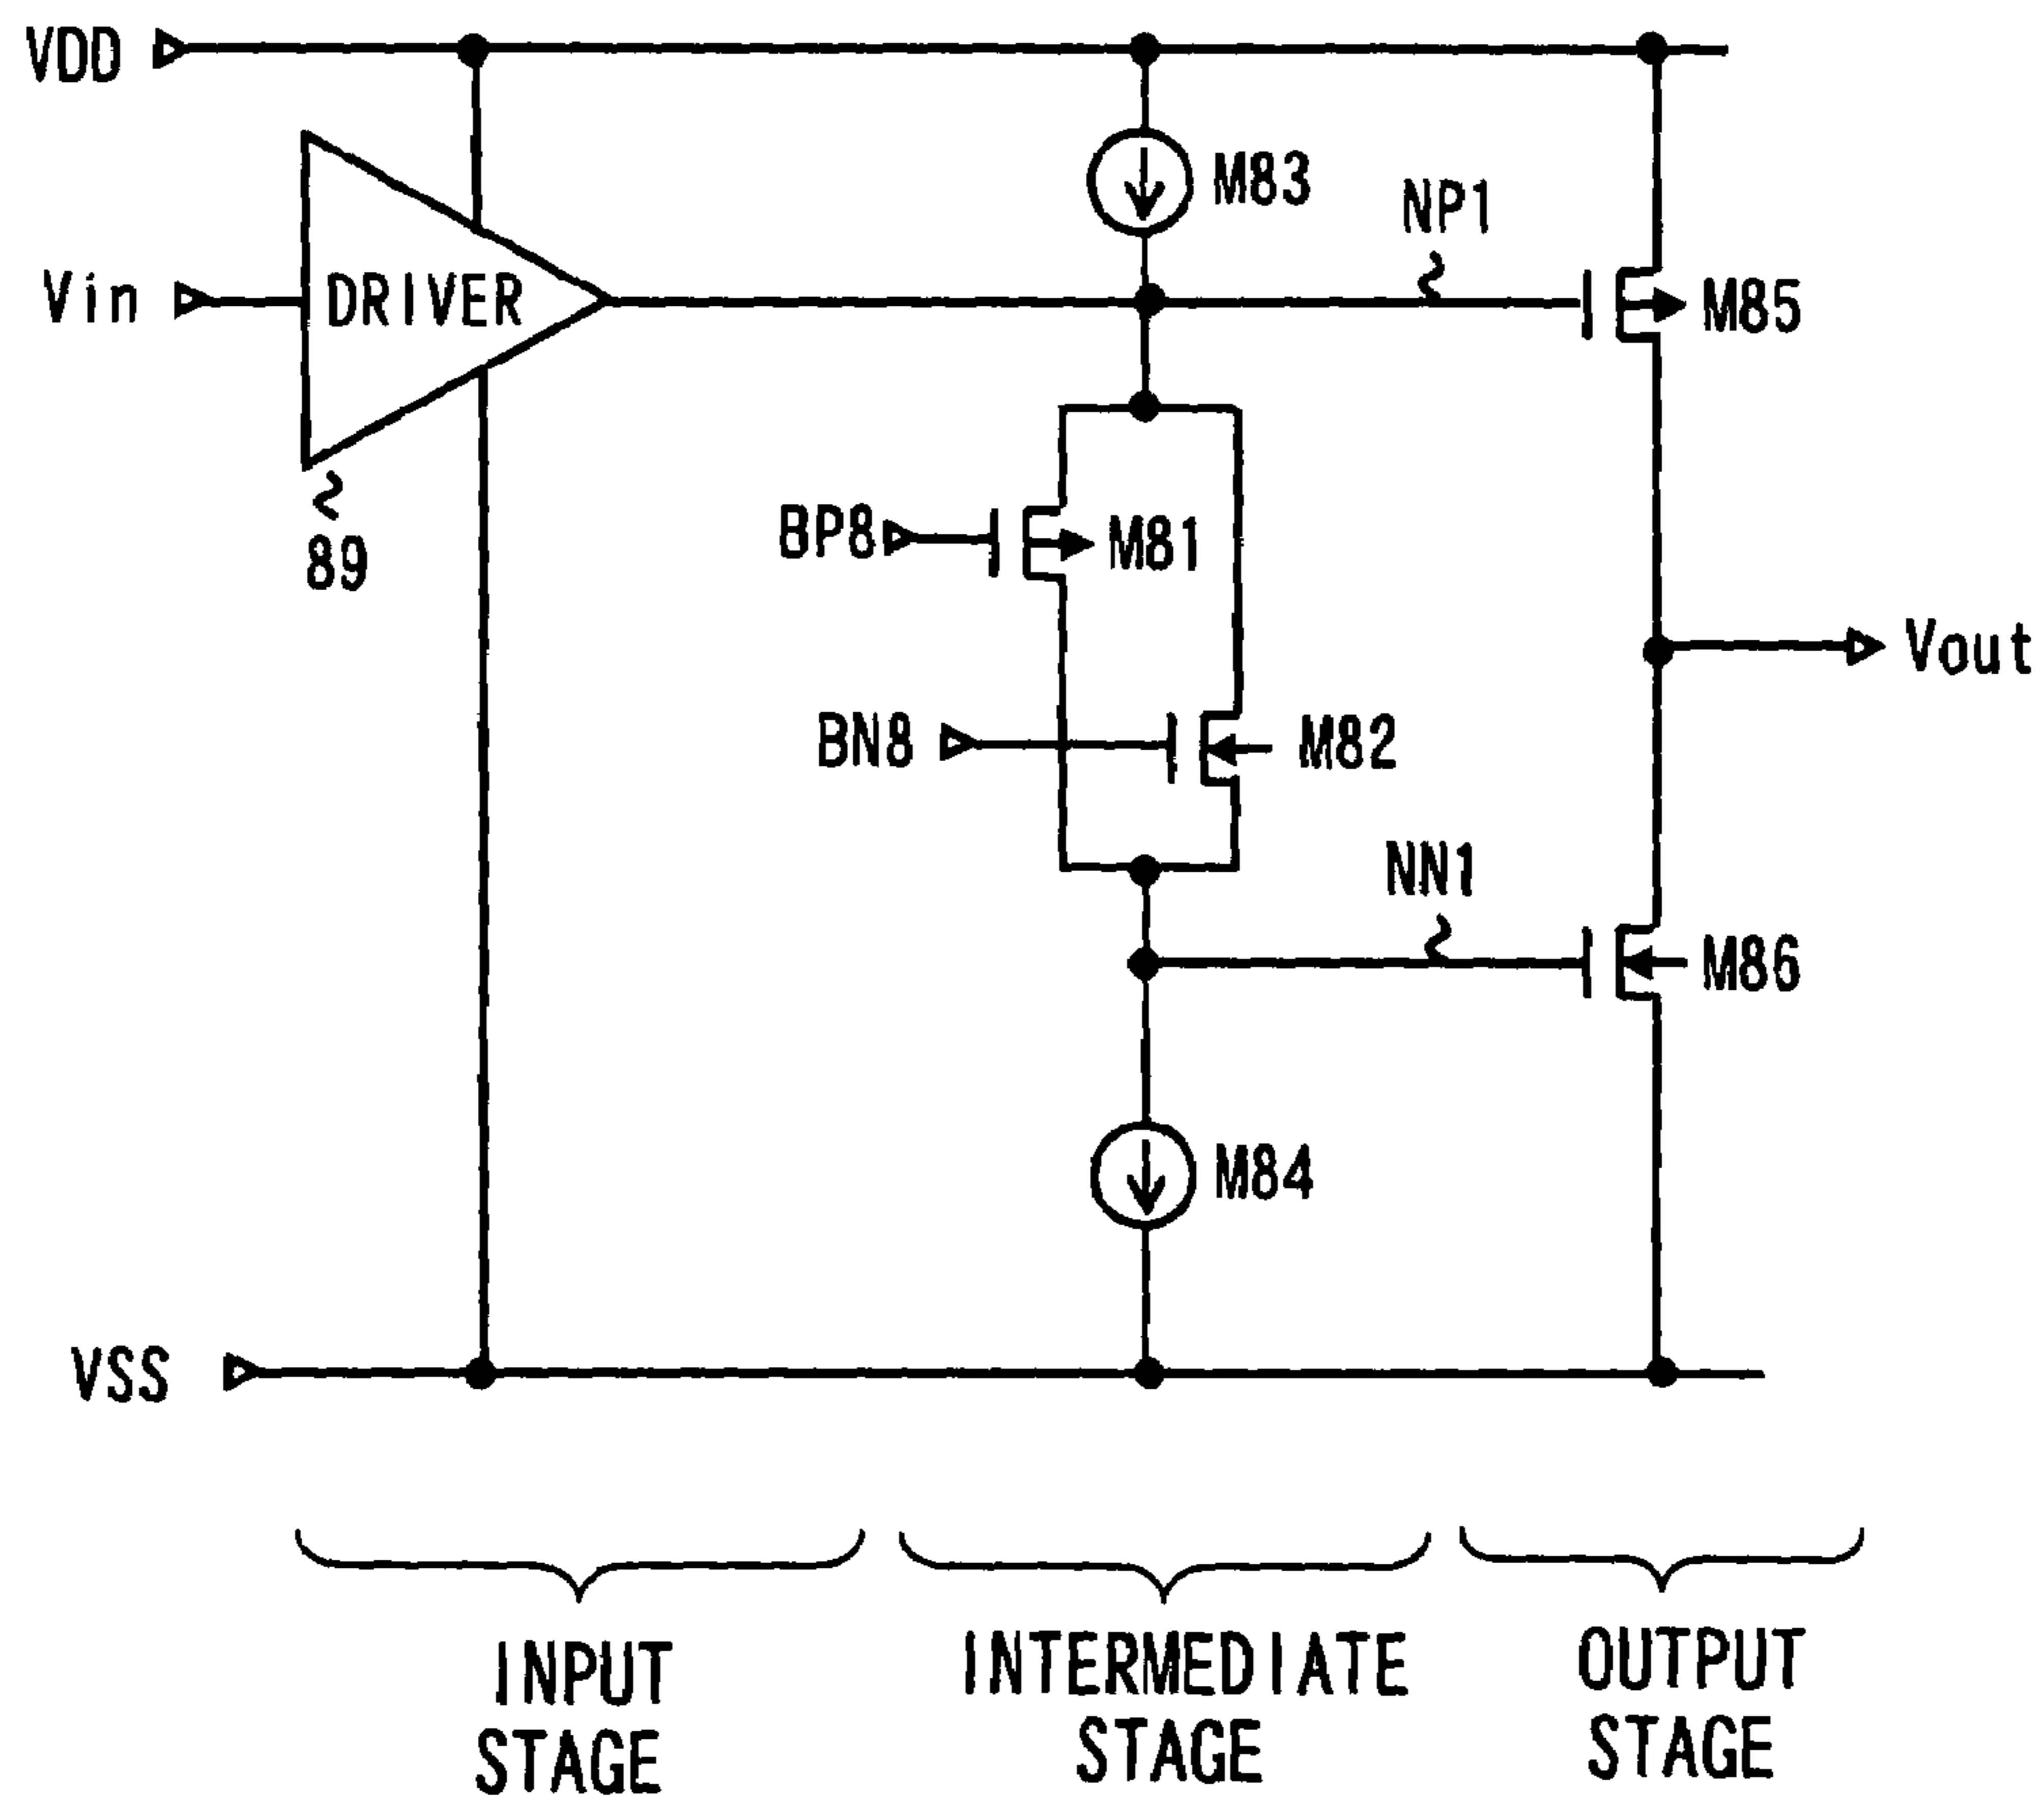 VDD
M83
NP1
Vin
DRIVER
M85
BP8
M81
89
Vout
BN8
M82
NN1
M86
M84
VSS
INPUT
STAGE
INTERMEDIATE
STAGE
OUTPUT
STAGE